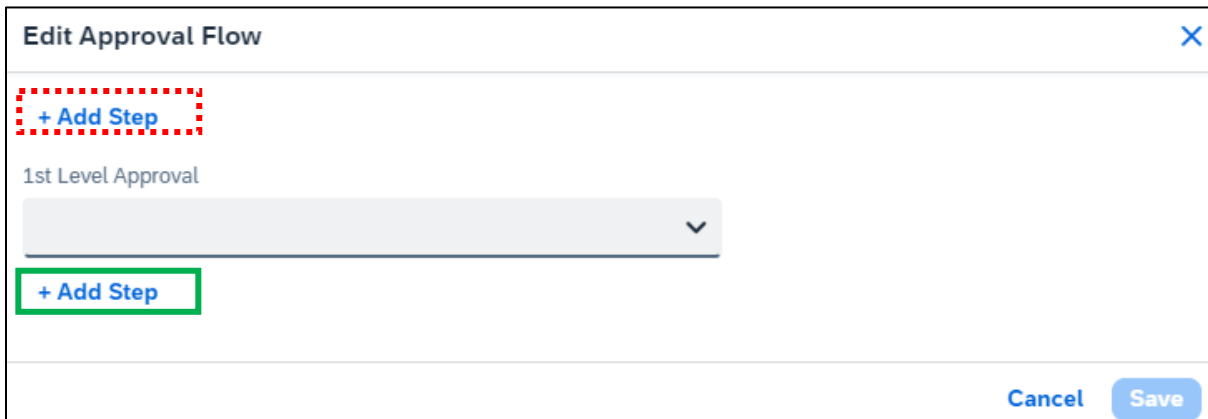 Edit Approval Flow
+ Add Step
1st Level Approval
+ Add Step
Cancel Save